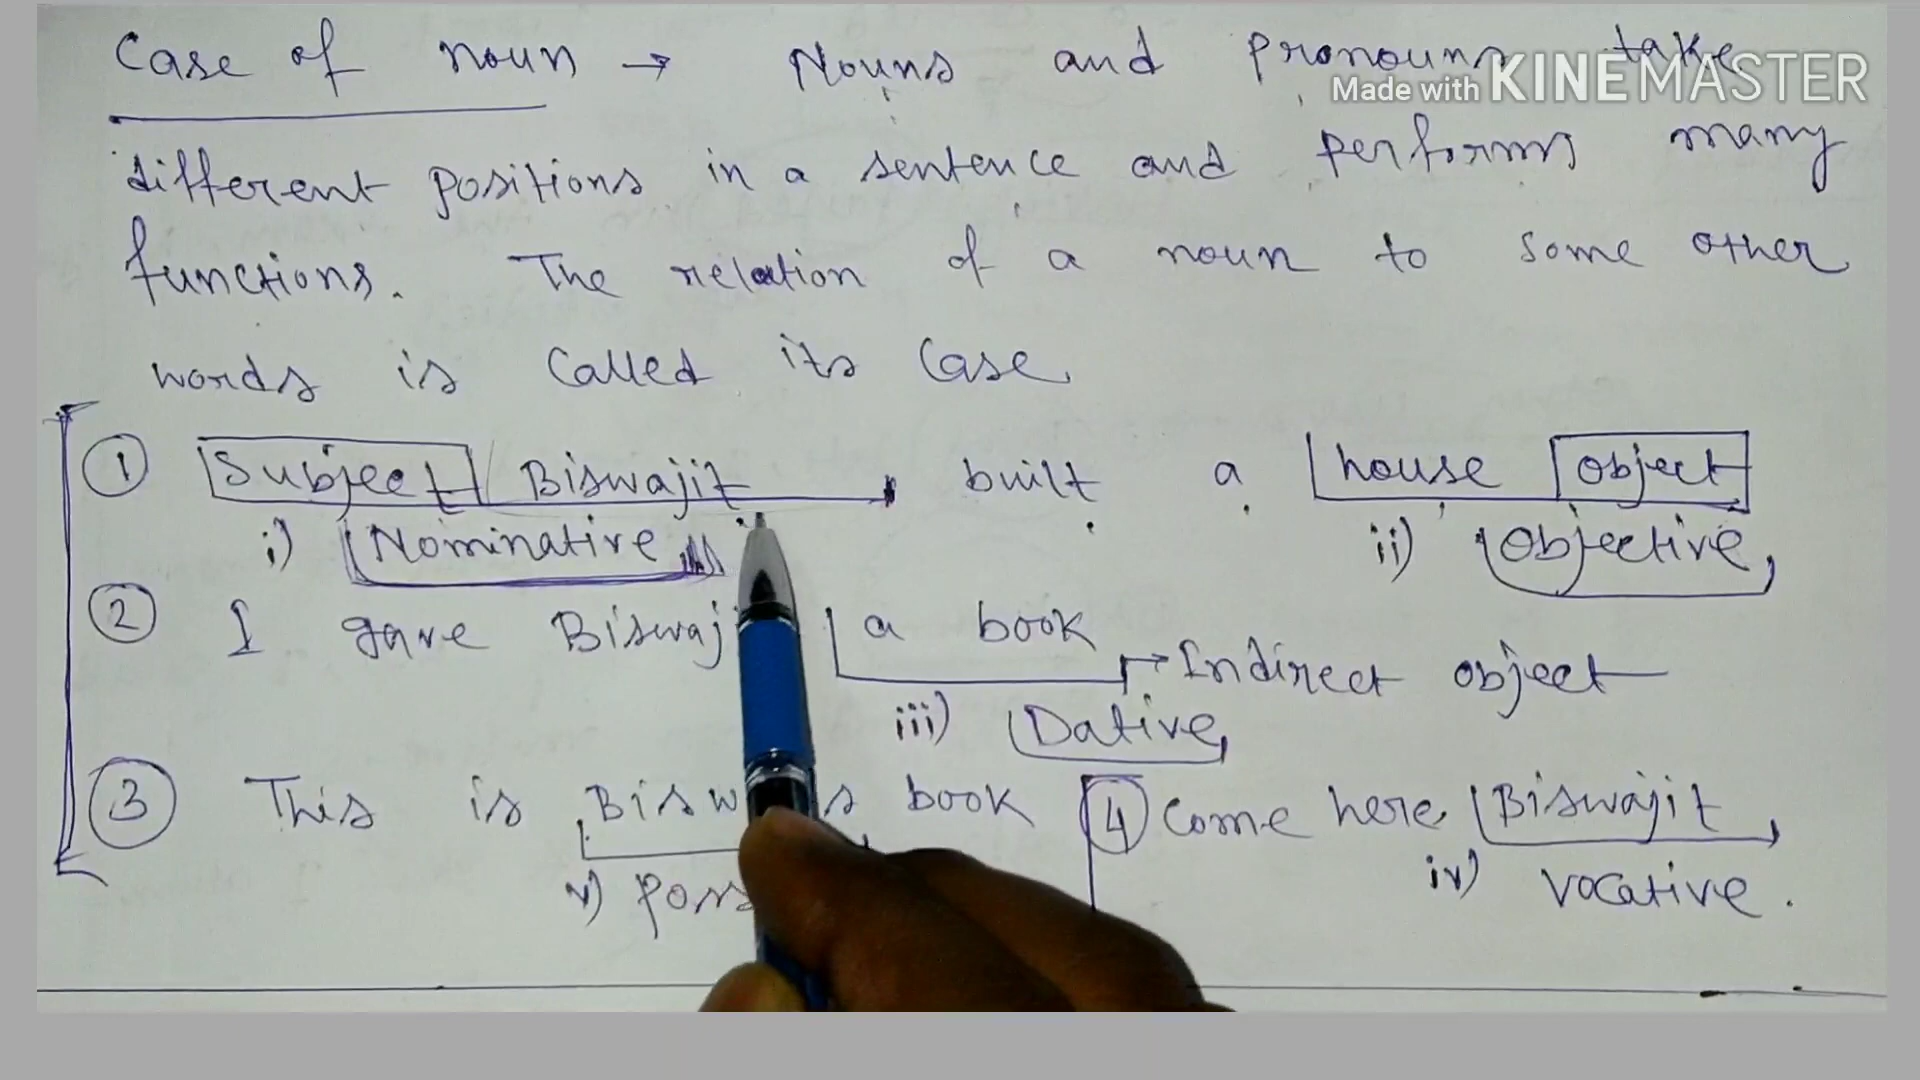 Case of noun → Nouns and pronouns take
Made with KINEMASTER
different positions in a sentence and performs many
functions. The relation of a noun to some other
words is called its case.
① Subject Biswajit built a house object
i) Nominative ii) objective
② I gave a book
→ Indirect object
iii) Dative
③ This is book ④ Come here, Biswajit
v) iv) Vocative.